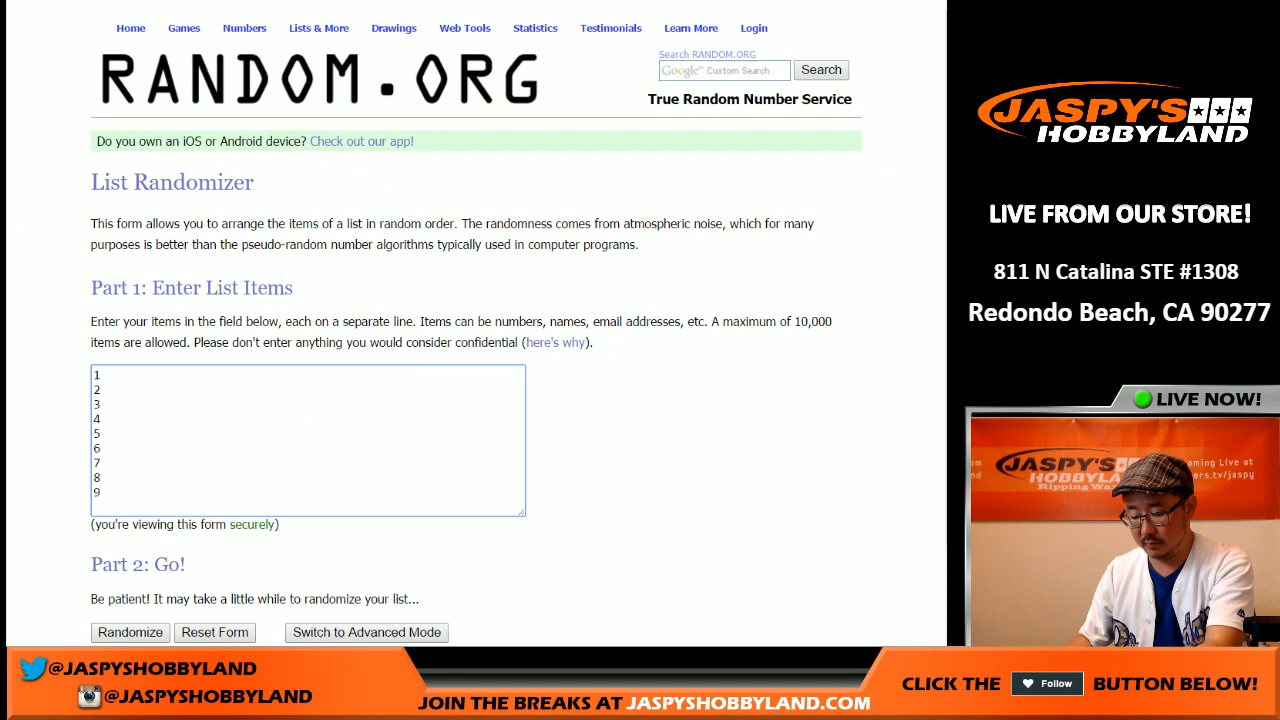 Home Games Numbers Lists & More Drawings Web Tools Statistics Testimonials Learn More Login
RANDOM.ORG
Search RANDOM.ORG
Google™ Custom Search Search
True Random Number Service
Do you own an iOS or Android device? Check out our app!
List Randomizer
This form allows you to arrange the items of a list in random order. The randomness comes from atmospheric noise, which for many
purposes is better than the pseudo-random number algorithms typically used in computer programs.
Part 1: Enter List Items
Enter your items in the field below, each on a separate line. Items can be numbers, names, email addresses, etc. A maximum of 10,000
items are allowed. Please don't enter anything you would consider confidential (here's why).
1
2
3
4
5
6
7
8
9
(you're viewing this form securely)
Part 2: Go!
Be patient! It may take a little while to randomize your list...
Randomize Reset Form Switch to Advanced Mode
JASPY'S
HOBBYLAND
LIVE FROM OUR STORE!
811 N Catalina STE #1308
Redondo Beach, CA 90277
LIVE NOW!
JASPY'S
HOBBYLAND
Ripping Wax
aming Live at
ers.tv/jaspy
@JASPYSHOBBYLAND
@JASPYSHOBBYLAND
JOIN THE BREAKS AT JASPYSHOBBYLAND.COM
CLICK THE Follow BUTTON BELOW!